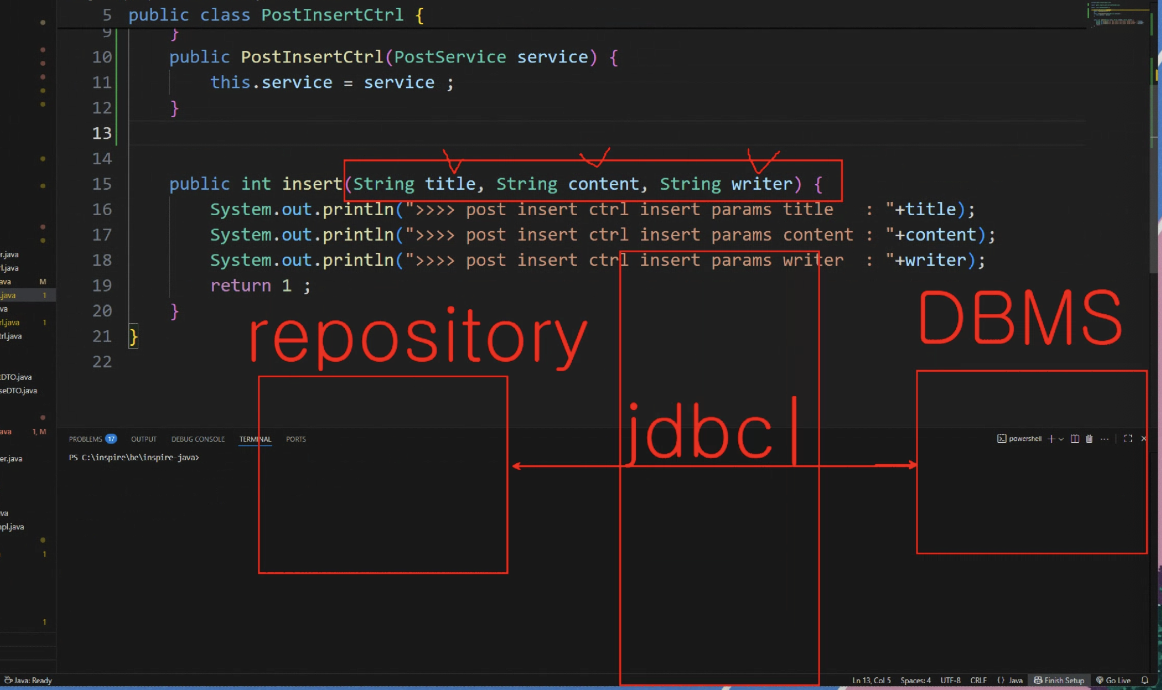 5 public class PostInsertCtrl {
9 }
10 public PostInsertCtrl(PostService service) {
11 this.service = service ;
12 }
13
14
15 public int insert(String title, String content, String writer) {
16 System.out.println(">>>> post insert ctrl insert params title   : "+title);
17 System.out.println(">>>> post insert ctrl insert params content : "+content);
18 System.out.println(">>>> post insert ctrl insert params writer  : "+writer);
19 return 1 ;
20 }
21 }
22
repository
DBMS
jdbc
r.java
rl.java
ava M
.java 1
va
rl.java 1
trl.java
DTO.java
seDTO.java
ava 1, M
er.java
va
pl.java
1
1
PROBLEMS 17 OUTPUT DEBUG CONSOLE TERMINAL PORTS
powershell
PS C:\inspire\be\inspire-java>
Java: Ready
Ln 13, Col 5 Spaces: 4 UTF-8 CRLF {} Java Finish Setup Go Live